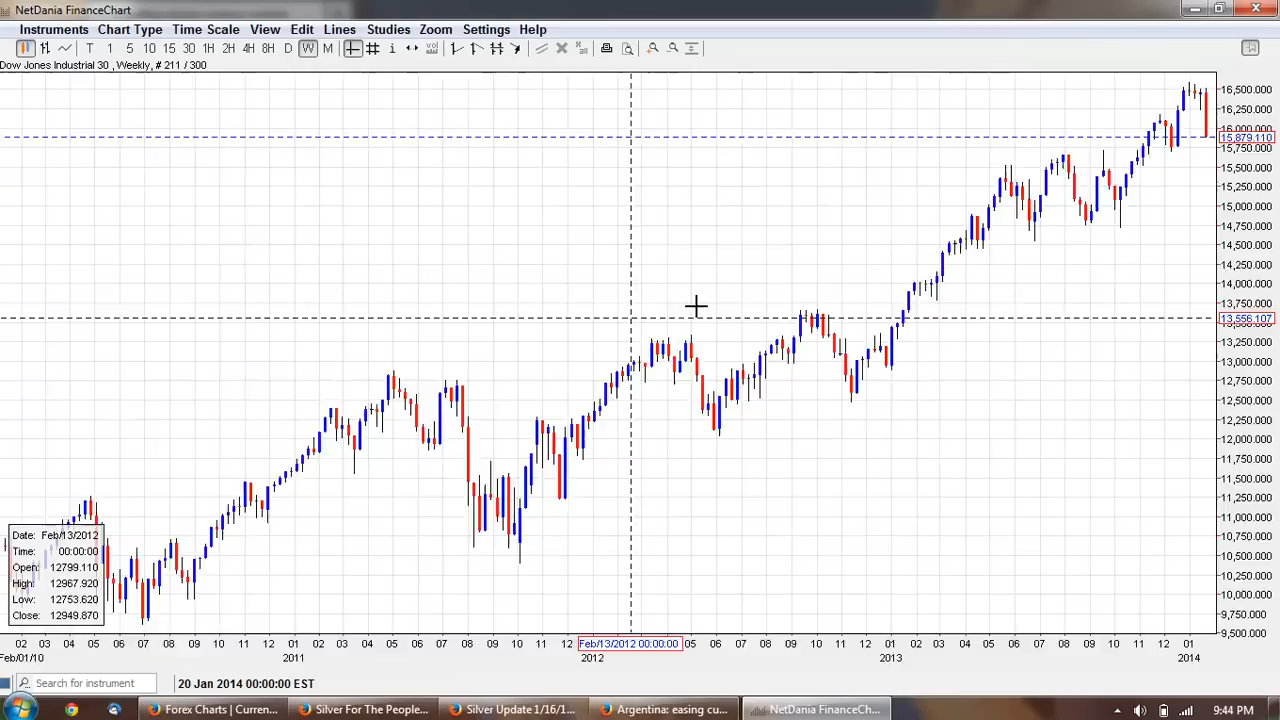 NetDania FinanceChart
Instruments Chart Type Time Scale View Edit Lines Studies Zoom Settings Help
T 1 5 10 15 30 1H 2H 4H 8H D W M i vol
Dow Jones Industrial 30 , Weekly, # 211 / 300
16,500.000
16,250.000
16,000.000
15,879.110
15,750.000
15,500.000
15,250.000
15,000.000
14,750.000
14,500.000
14,250.000
14,000.000
13,750.000
13,556.107
13,250.000
13,000.000
12,750.000
12,500.000
12,250.000
12,000.000
11,750.000
11,500.000
11,250.000
11,000.000
10,750.000
10,500.000
10,250.000
10,000.000
9,750.000
9,500.000
Date: Feb/13/2012
Time: 00:00:00
Open: 12799.110
High: 12967.920
Low: 12753.620
Close: 12949.870
02 03 04 05 06 07 08 09 10 11 12 01 02 03 04 05 06 07 08 09 10 11 12 Feb/13/2012 00:00:00 05 06 07 08 09 10 11 12 01 02 03 04 05 06 07 08 09 10 11 12 01
Feb/01/10 2011 2012 2013 2014
Search for instrument 20 Jan 2014 00:00:00 EST
Forex Charts | Curren... Silver For The People... Silver Update 1/16/1... Argentina: easing cu... NetDania FinanceCh... 9:44 PM